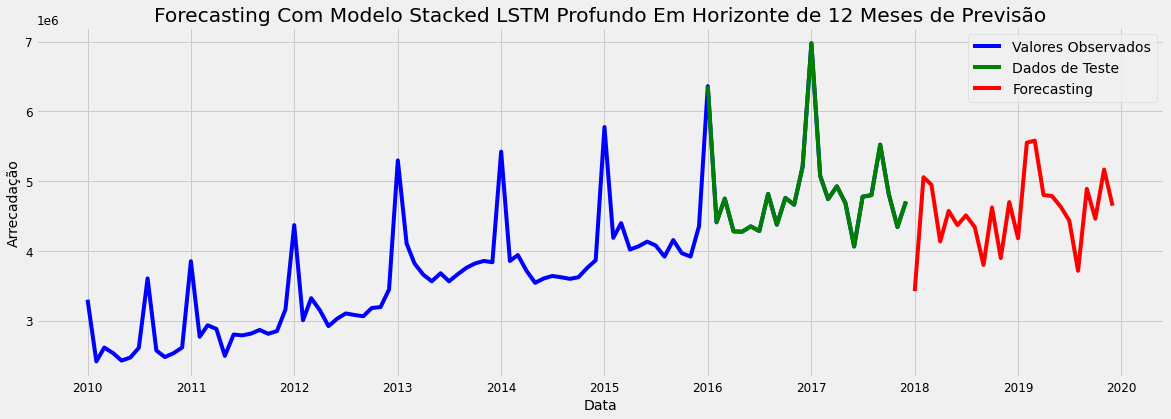 Forecasting Com Modelo Stacked LSTM Profundo Em Horizonte de 12 Meses de Previsão
1e6
7
6
5
4
3
Arrecadação
Valores Observados
Dados de Teste
Forecasting
2010 2011 2012 2013 2014 2015 2016 2017 2018 2019 2020
Data